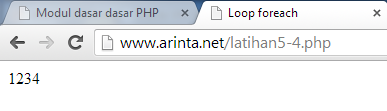 Modul dasar dasar PHP
Loop foreach
www.arinta.net/latihan5-4.php
1234